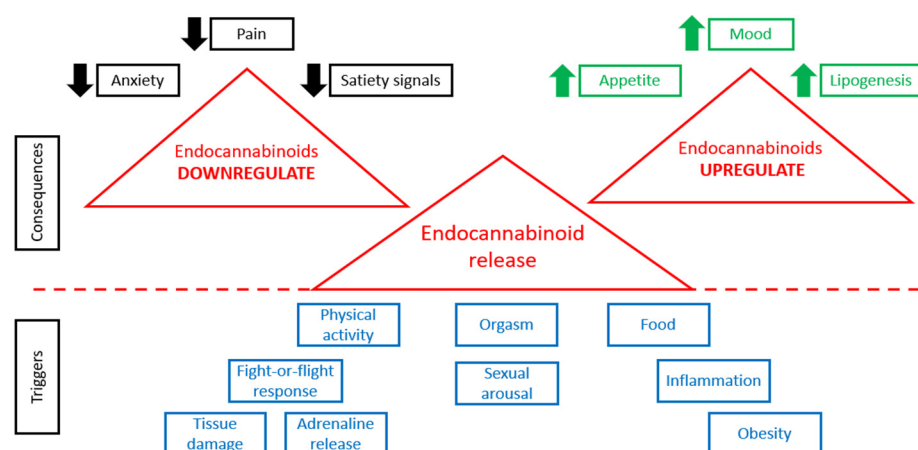 Pain
Mood
Anxiety
Satiety signals
Appetite
Lipogenesis
Consequences
Endocannabinoids
DOWNREGULATE
Endocannabinoids
UPREGULATE
Endocannabinoid
release
Triggers
Physical
activity
Orgasm
Food
Fight-or-flight
response
Sexual
arousal
Inflammation
Tissue
damage
Adrenaline
release
Obesity